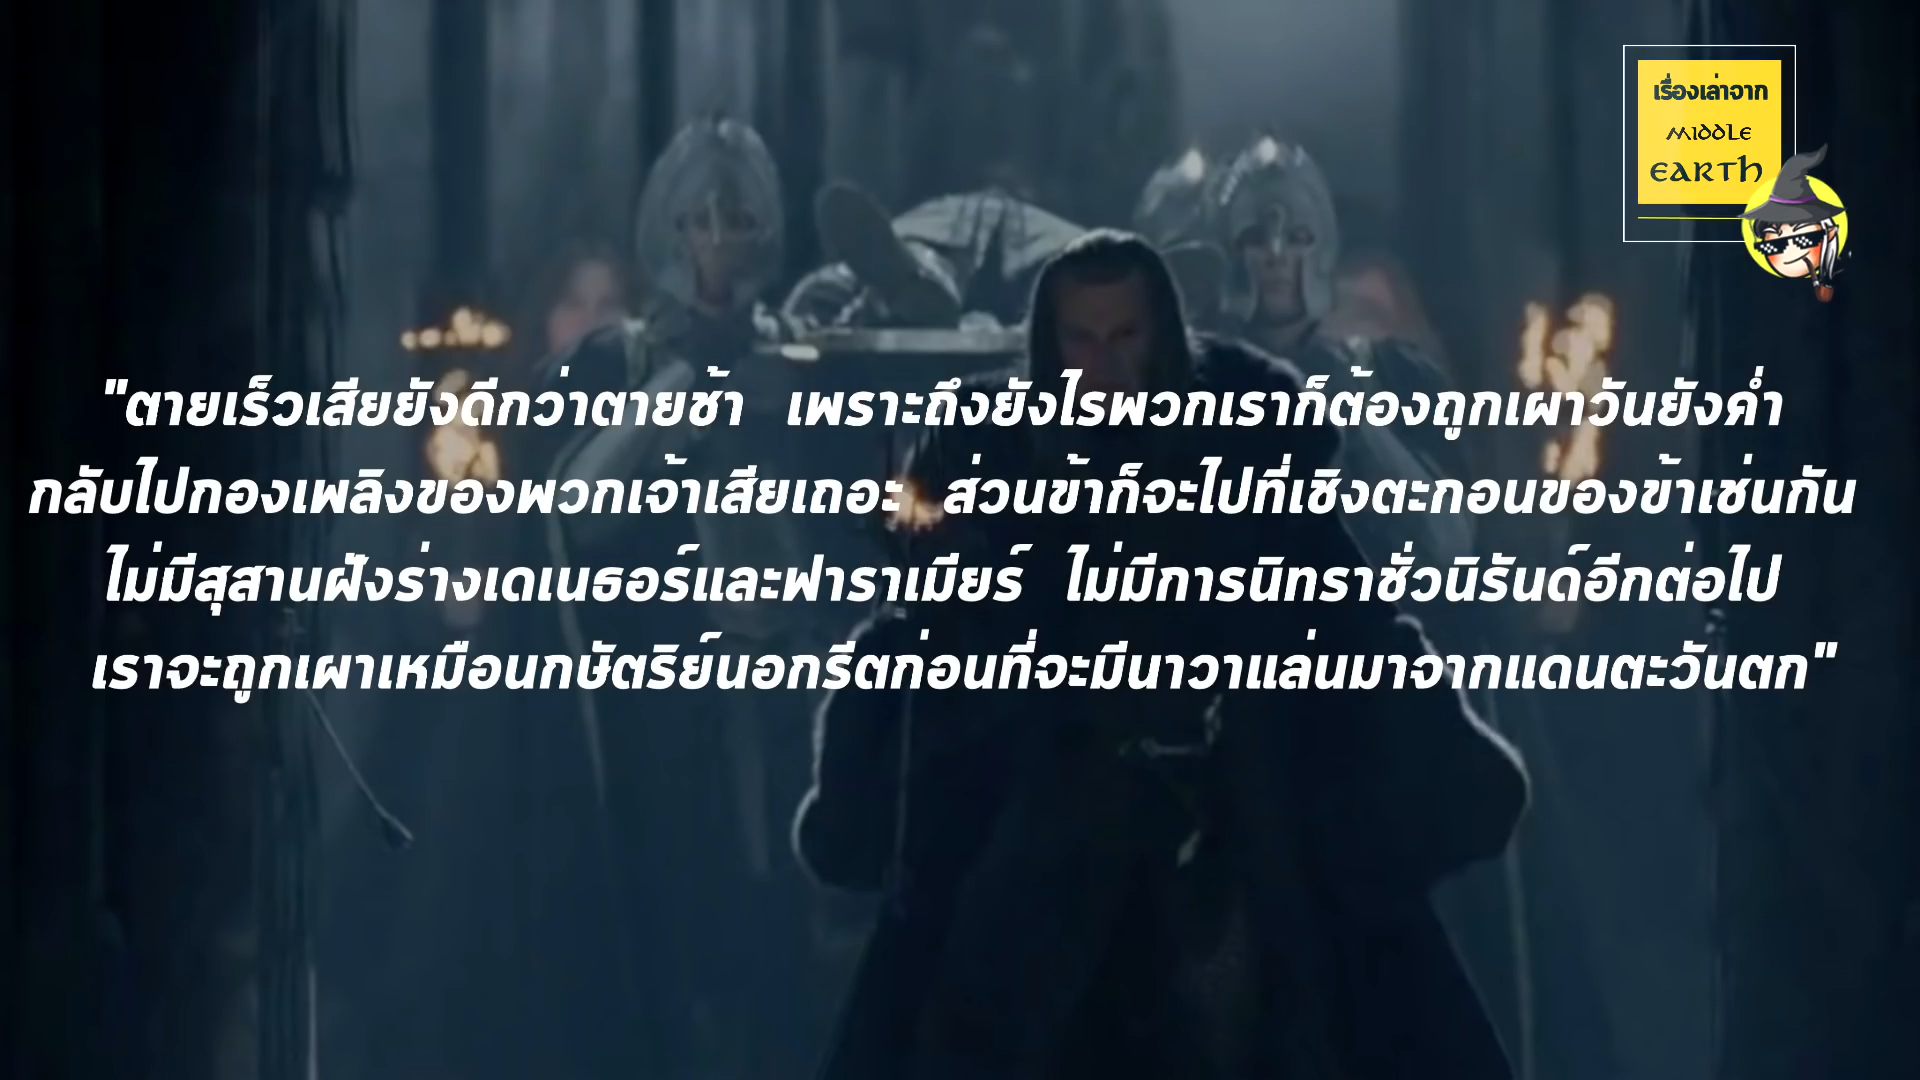 เรื่องเล่าจาก
MIDDLE
EARTH
"ตายเร็วเสียยังดีกว่าตายช้า เพราะถึงยังไรพวกเราก็ต้องถูกเผาวันยังค่ำ
กลับไปกองเพลิงของพวกเจ้าเสียเถอะ ส่วนข้าก็จะไปที่เชิงตะกอนของข้าเช่นกัน
ไม่มีสุสานฝังร่างเดเนธอร์และฟาราเมียร์ ไม่มีการนิทราชั่วนิรันด์อีกต่อไป
เราจะถูกเผาเหมือนกษัตริย์นอกรีตก่อนที่จะมีนาวาแล่นมาจากแดนตะวันตก"